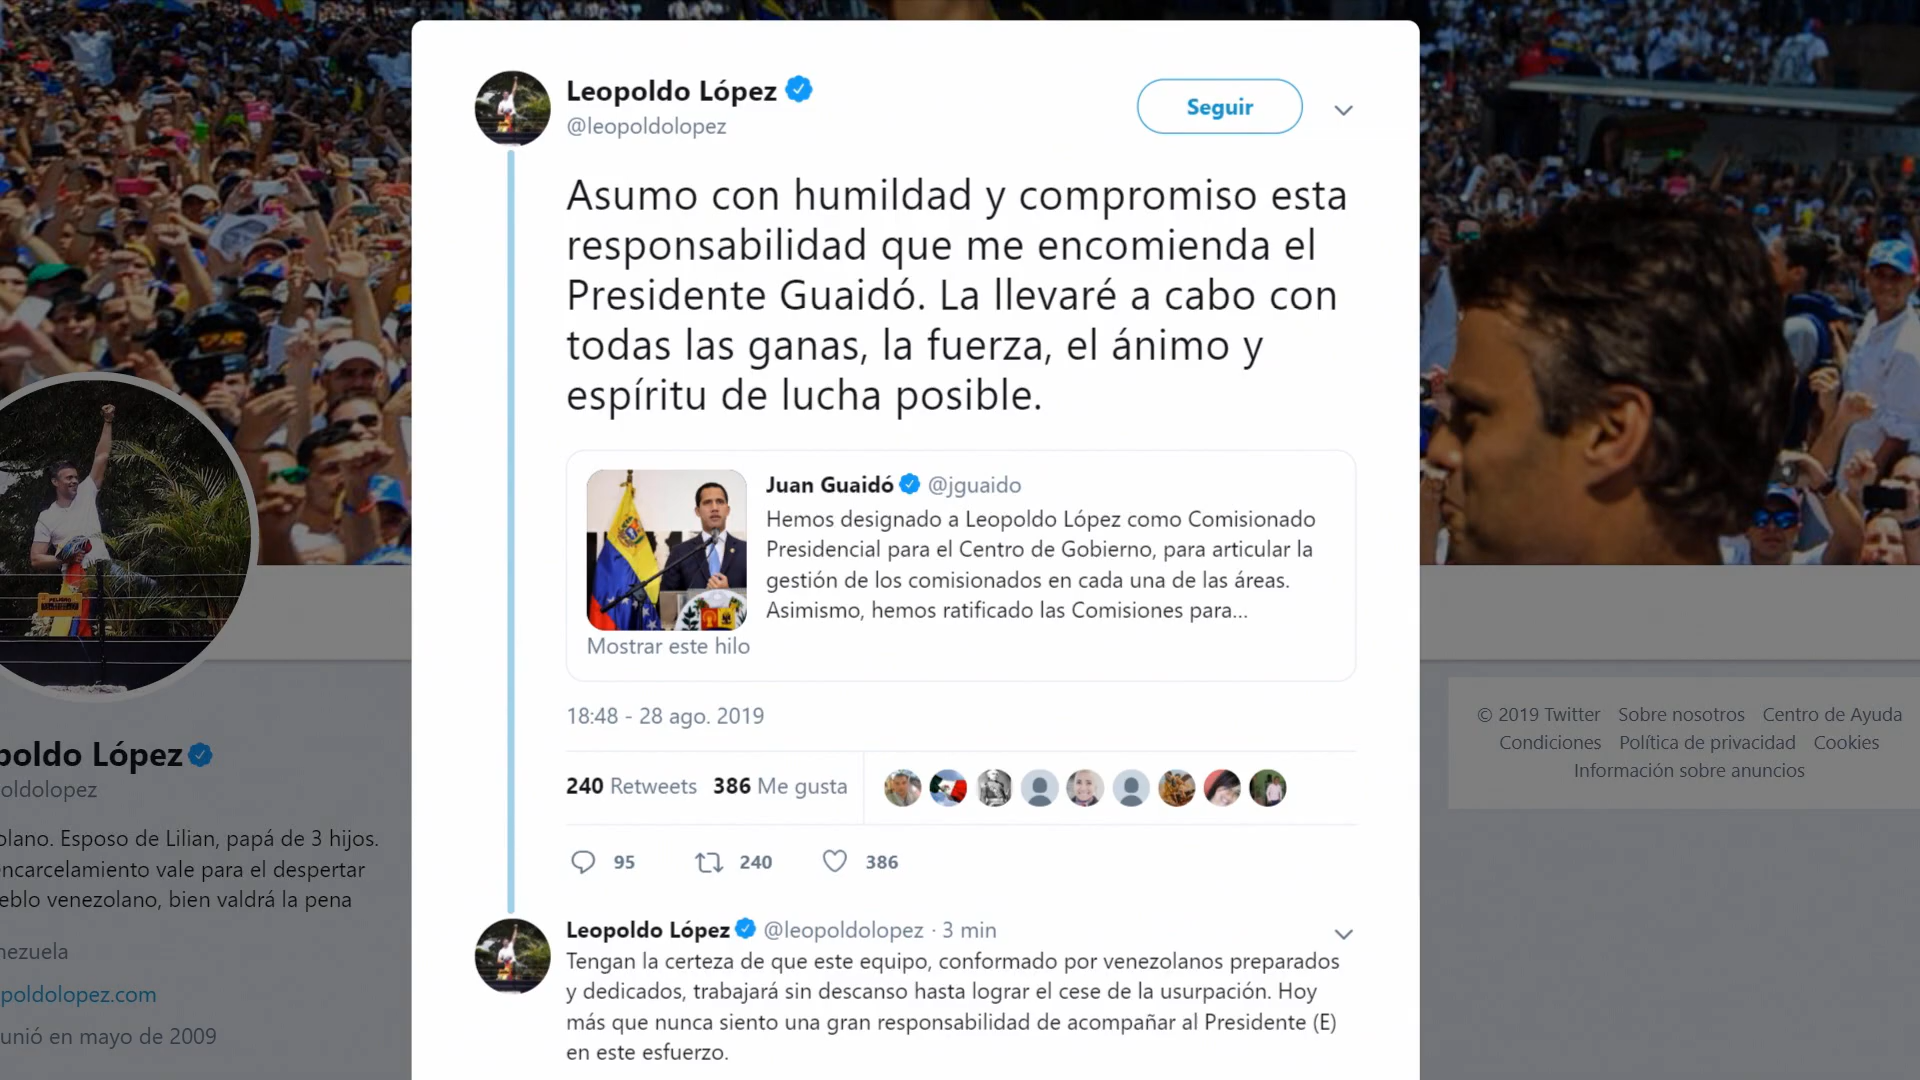 Leopoldo López
@leopoldolopez
Seguir
Asumo con humildad y compromiso esta
responsabilidad que me encomienda el
Presidente Guaidó. La llevaré a cabo con
todas las ganas, la fuerza, el ánimo y
espíritu de lucha posible.
Juan Guaidó @jguaido
Hemos designado a Leopoldo López como Comisionado
Presidencial para el Centro de Gobierno, para articular la
gestión de los comisionados en cada una de las áreas.
Asimismo, hemos ratificado las Comisiones para...
Mostrar este hilo
18:48 - 28 ago. 2019
240 Retweets 386 Me gusta
95 240 386
Leopoldo López @leopoldolopez · 3 min
Tengan la certeza de que este equipo, conformado por venezolanos preparados
y dedicados, trabajará sin descanso hasta lograr el cese de la usurpación. Hoy
más que nunca siento una gran responsabilidad de acompañar al Presidente (E)
en este esfuerzo.
poldo López
oldolopez
olano. Esposo de Lilian, papá de 3 hijos.
encarcelamiento vale para el despertar
eblo venezolano, bien valdrá la pena
nezuela
poldolopez.com
unió en mayo de 2009
© 2019 Twitter Sobre nosotros Centro de Ayuda
Condiciones Política de privacidad Cookies
Información sobre anuncios